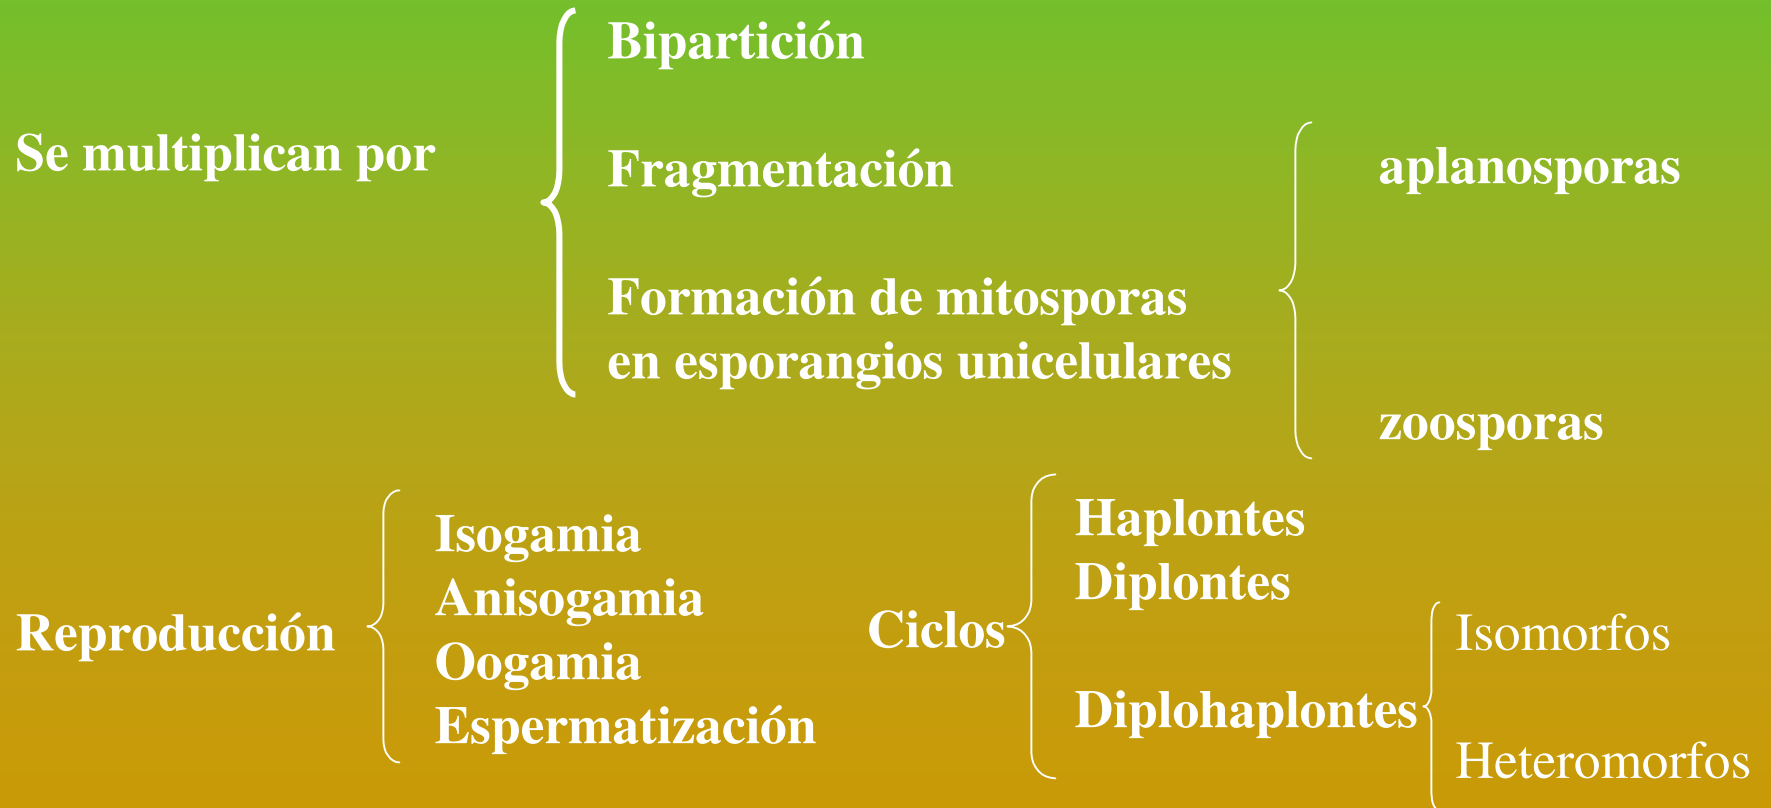 Se multiplican por
Bipartición
Fragmentación
Formación de mitosporas
en esporangios unicelulares
aplanosporas
zoosporas
Reproducción
Isogamia
Anisogamia
Oogamia
Espermatización
Ciclos
Haplontes
Diplontes
Diplohaplontes
Isomorfos
Heteromorfos